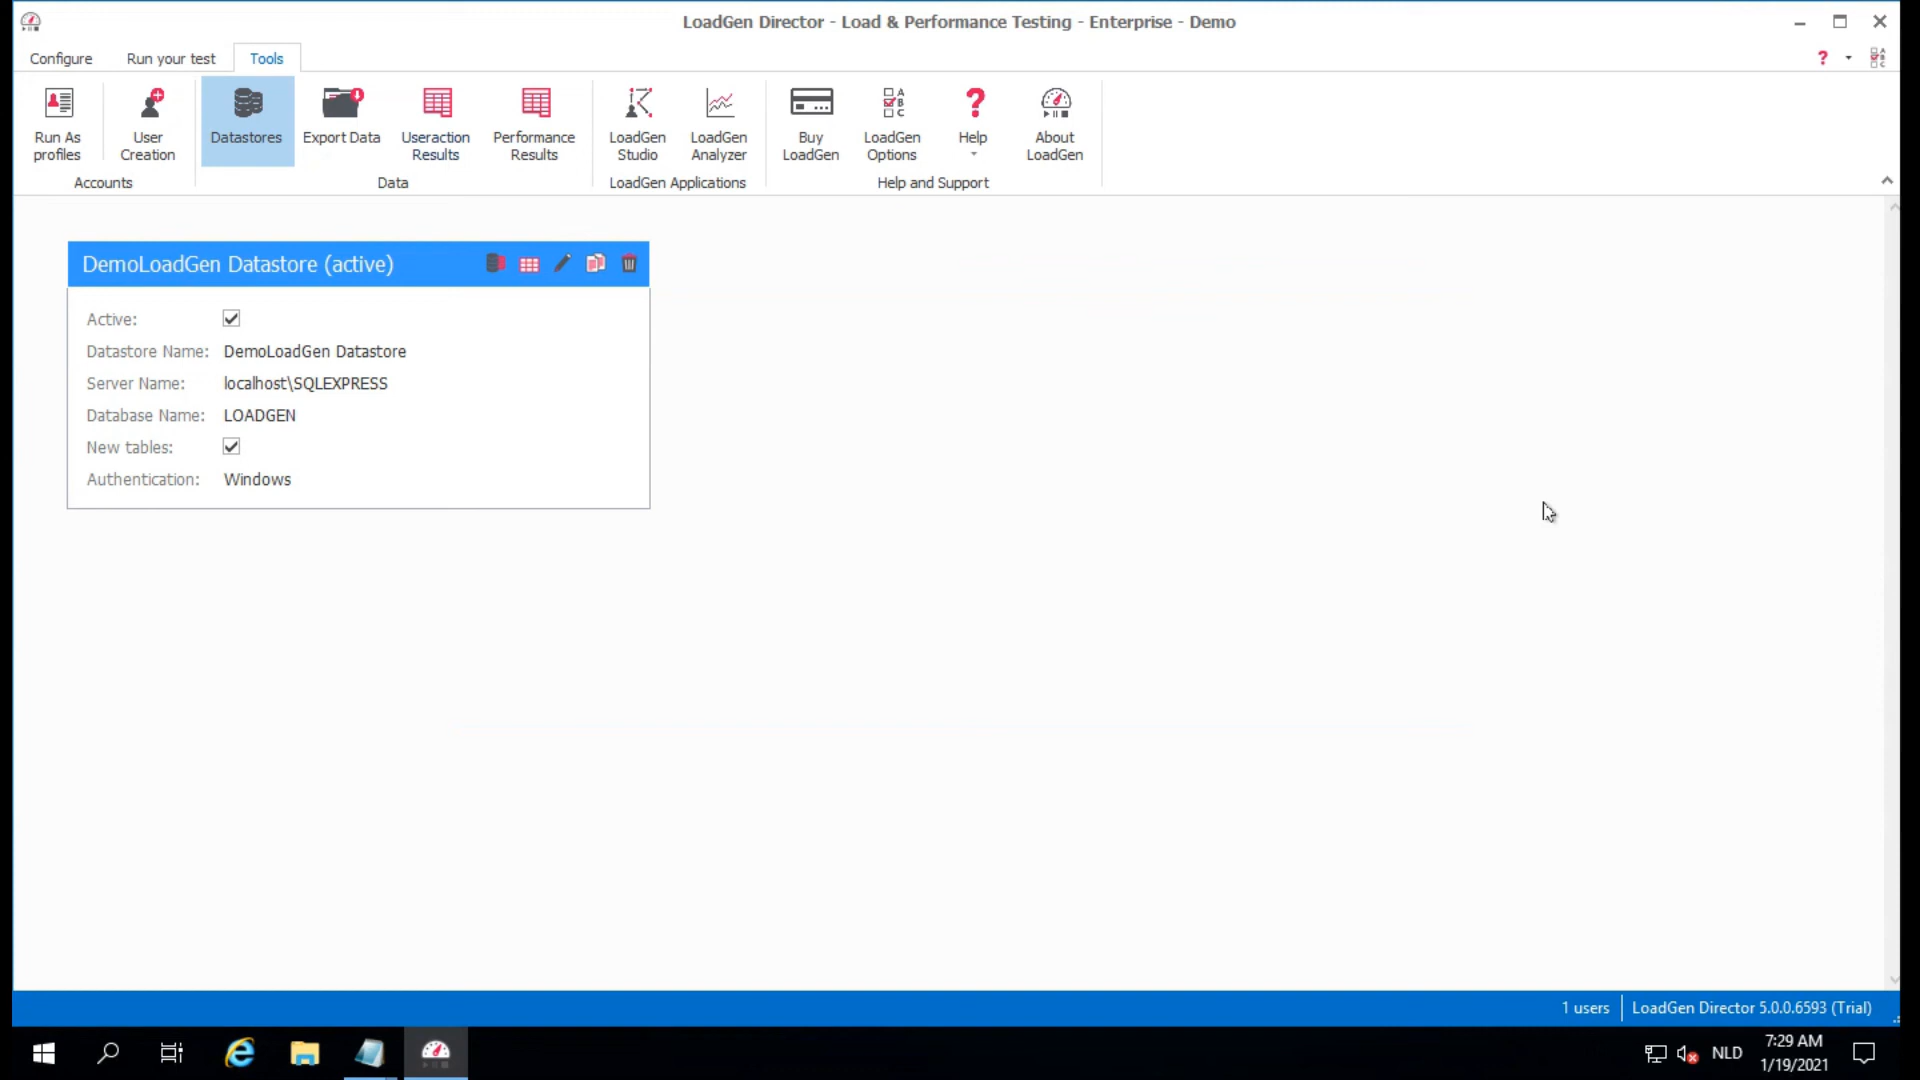 LoadGen Director - Load & Performance Testing - Enterprise - Demo
Configure
Run your test
Tools
?
Run As profiles
User Creation
Datastores
Export Data
Useraction Results
Performance Results
LoadGen Studio
LoadGen Analyzer
Buy LoadGen
A B C
LoadGen Options
?
Help
About LoadGen
Accounts
Data
LoadGen Applications
Help and Support
DemoLoadGen Datastore (active)
Active:
Datastore Name: DemoLoadGen Datastore
Server Name: localhost\SQLEXPRESS
Database Name: LOADGEN
New tables:
Authentication: Windows
1 users
LoadGen Director 5.0.0.6593 (Trial)
NLD
7:29 AM
1/19/2021